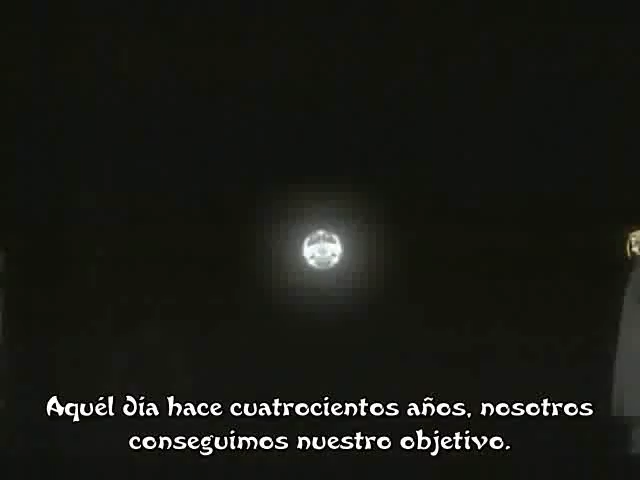 Aquél día hace cuatrocientos años, nosotros
conseguimos nuestro objetivo.